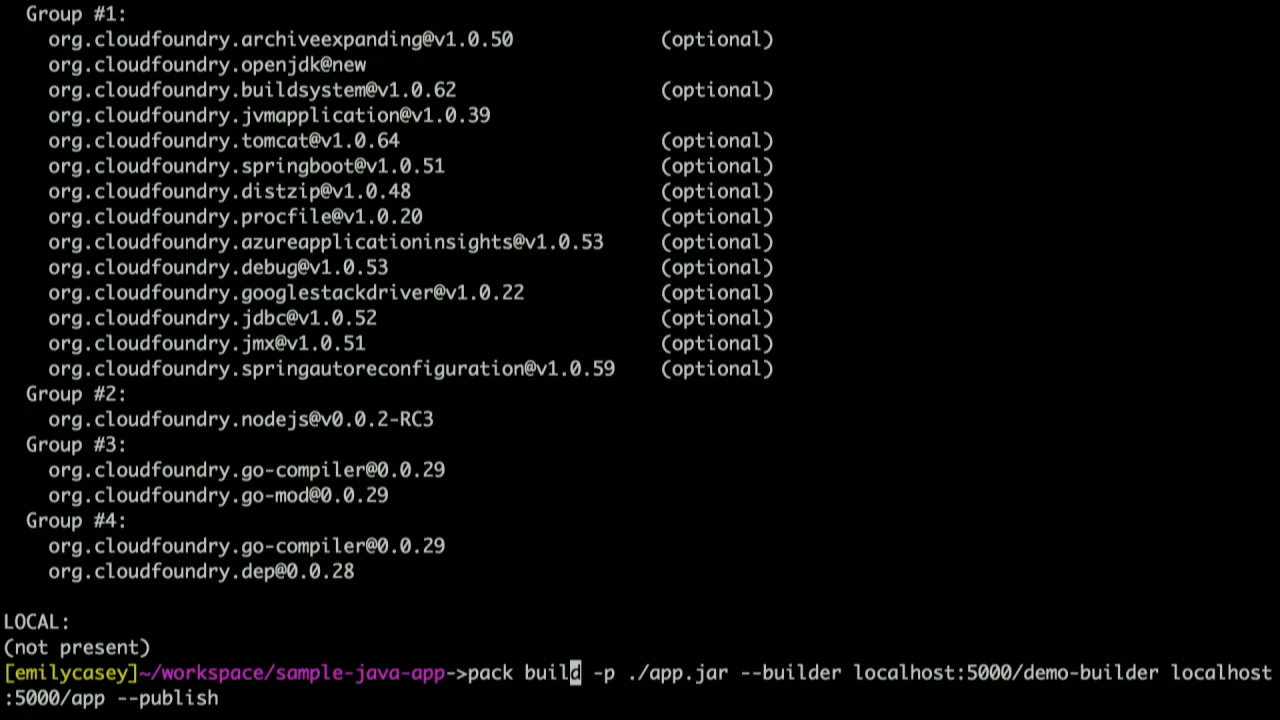 Group #1:
org.cloudfoundry.archiveexpanding@v1.0.50 (optional)
org.cloudfoundry.openjdk@new
org.cloudfoundry.buildsystem@v1.0.62 (optional)
org.cloudfoundry.jvmapplication@v1.0.39
org.cloudfoundry.tomcat@v1.0.64 (optional)
org.cloudfoundry.springboot@v1.0.51 (optional)
org.cloudfoundry.distzip@v1.0.48 (optional)
org.cloudfoundry.procfile@v1.0.20 (optional)
org.cloudfoundry.azureapplicationinsights@v1.0.53 (optional)
org.cloudfoundry.debug@v1.0.53 (optional)
org.cloudfoundry.googlestackdriver@v1.0.22 (optional)
org.cloudfoundry.jdbc@v1.0.52 (optional)
org.cloudfoundry.jmx@v1.0.51 (optional)
org.cloudfoundry.springautoreconfiguration@v1.0.59 (optional)
Group #2:
org.cloudfoundry.nodejs@v0.0.2-RC3
Group #3:
org.cloudfoundry.go-compiler@0.0.29
org.cloudfoundry.go-mod@0.0.29
Group #4:
org.cloudfoundry.go-compiler@0.0.29
org.cloudfoundry.dep@0.0.28
LOCAL:
(not present)
[emilycasey]~/workspace/sample-java-app->pack build -p ./app.jar --builder localhost:5000/demo-builder localhost
:5000/app --publish